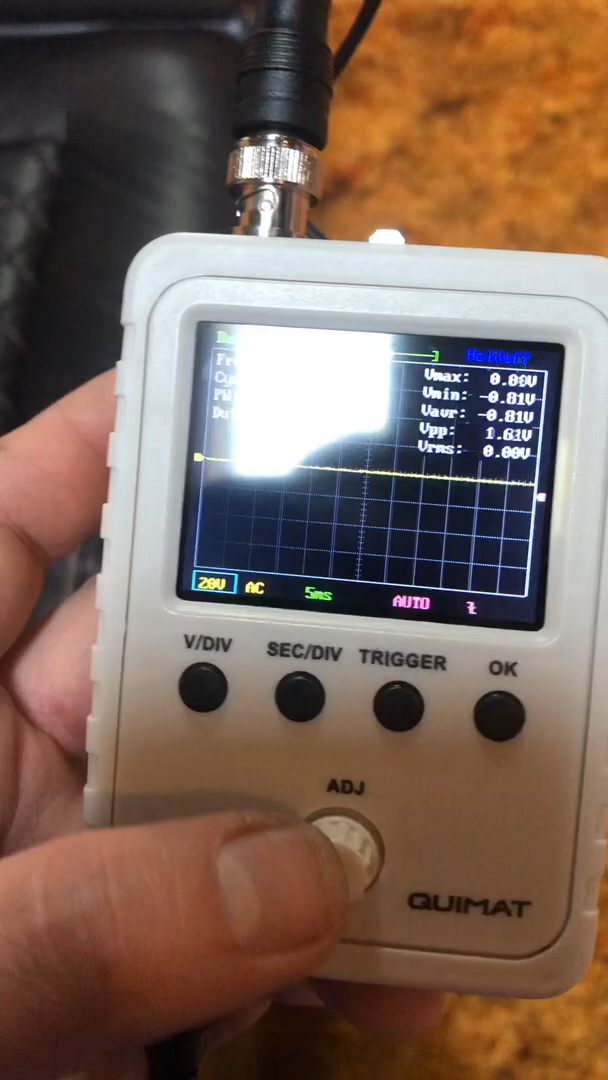 Holdoff
Vmax: 0.00V
Vmin: -0.81V
Vavr: -0.81V
Vpp: 1.61V
Vrms: 0.00V
20V AC 5ms AUTO
V/DIV SEC/DIV TRIGGER OK
ADJ
QUIMAT